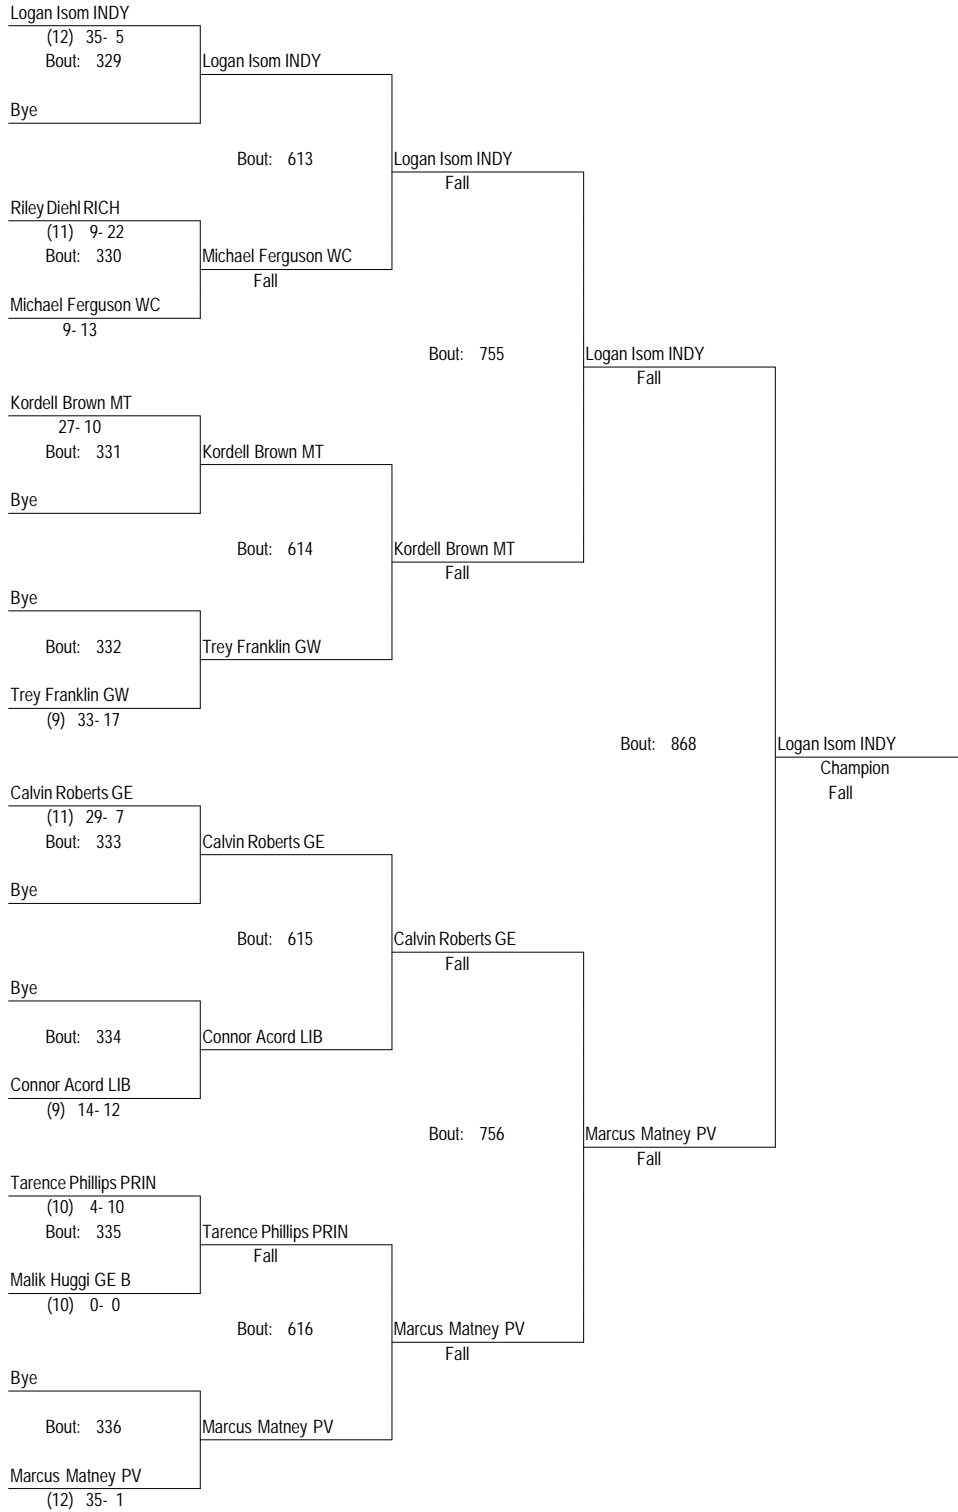 Logan Isom INDY
(12) 35- 5
Bout: 329
Logan Isom INDY
Bye
Bout: 613
Logan Isom INDY
Fall
Riley Diehl RICH
(11) 9- 22
Bout: 330
Michael Ferguson WC
Fall
Michael Ferguson WC
9- 13
Bout: 755
Logan Isom INDY
Fall
Kordell Brown MT
27- 10
Bout: 331
Kordell Brown MT
Bye
Bout: 614
Kordell Brown MT
Fall
Bye
Bout: 332
Trey Franklin GW
Trey Franklin GW
(9) 33- 17
Bout: 868
Logan Isom INDY
Champion
Fall
Calvin Roberts GE
(11) 29- 7
Bout: 333
Calvin Roberts GE
Bye
Bout: 615
Calvin Roberts GE
Fall
Bye
Bout: 334
Connor Acord LIB
Connor Acord LIB
(9) 14- 12
Bout: 756
Marcus Matney PV
Fall
Tarence Phillips PRIN
(10) 4- 10
Bout: 335
Tarence Phillips PRIN
Fall
Malik Huggi GE B
(10) 0- 0
Bout: 616
Marcus Matney PV
Fall
Bye
Bout: 336
Marcus Matney PV
Marcus Matney PV
(12) 35- 1